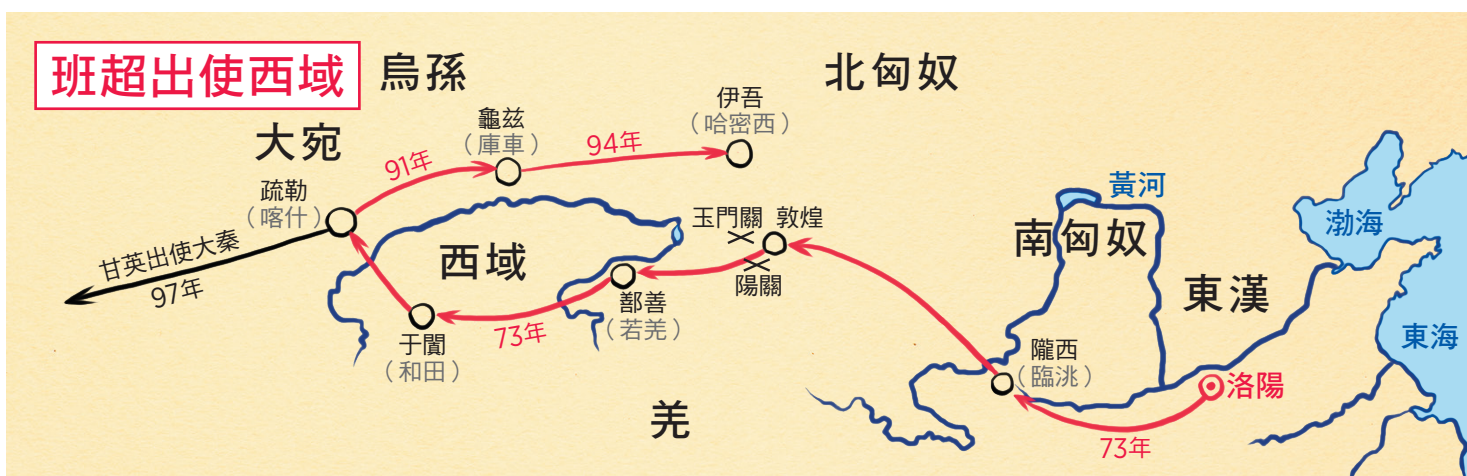 班超出使西域
烏孫
北匈奴
大宛
龜茲
（庫車）
伊吾
（哈密西）
91年
94年
疏勒
（喀什）
甘英出使大秦
97年
西域
玉門關
敦煌
陽關
鄯善
（若羌）
73年
于闐
（和田）
羌
黃河
南匈奴
渤海
東漢
東海
隴西
（臨洮）
洛陽
73年